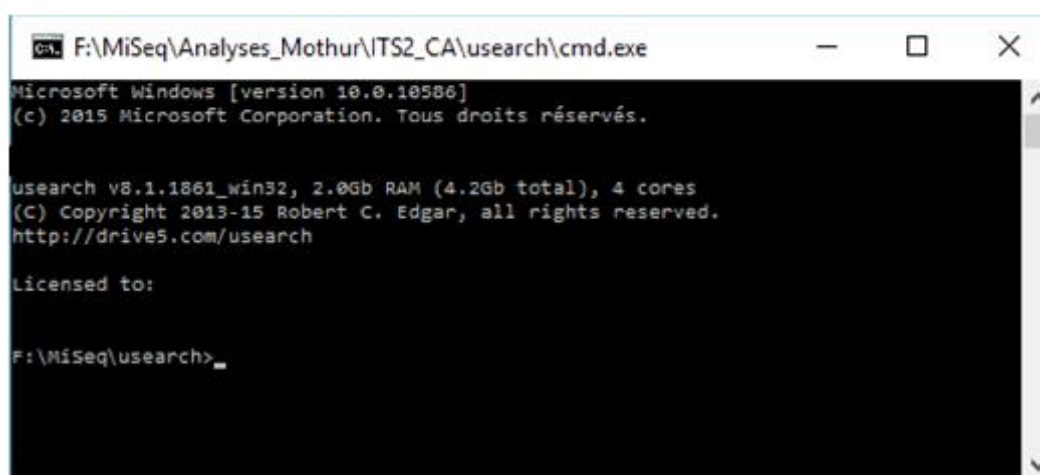 F:\MiSeq\Analyses_Mothur\ITS2_CA\usearch\cmd.exe
Microsoft Windows [version 10.0.10586]
(c) 2015 Microsoft Corporation. Tous droits réservés.
usearch v8.1.1861_win32, 2.0Gb RAM (4.2Gb total), 4 cores
(C) Copyright 2013-15 Robert C. Edgar, all rights reserved.
http://drive5.com/usearch
Licensed to:
F:\MiSeq\usearch>_